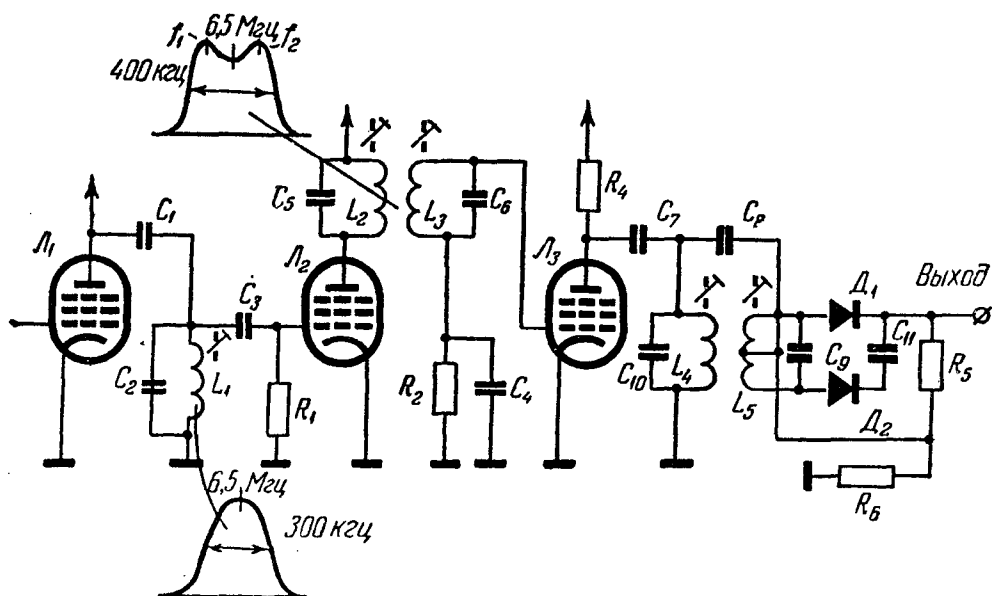 f₁ 6,5 Мгц f₂
400 кгц
Л₁
C₁
C₂
L₁
C₃
R₁
Л₂
C₅
L₂
L₃
C₆
R₂
C₄
Л₃
R₄
C₇
C₈
C₁₀
L₄
L₅
C₉
Д₁
Д₂
C₁₁
Выход
R₅
R₆
6,5 Мгц
300 кгц